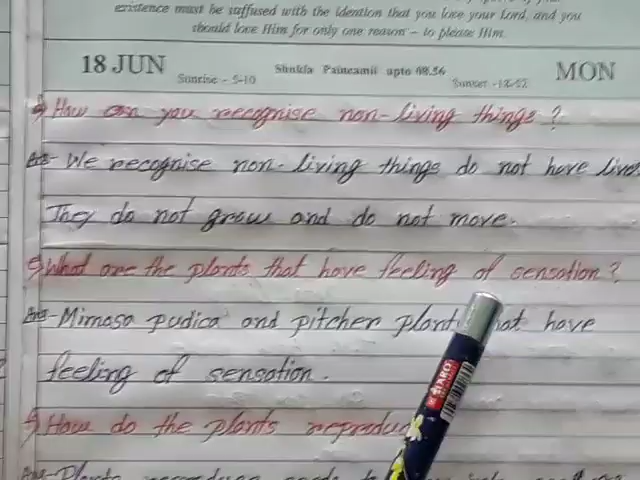 existence must be suffused with the ideation that you love your Lord, and you
should love Him for only one reason – to please Him.
18 JUN Sunrise - 5-10 Shukla Paincamii upto 08.56 Sunset -18-22 MON
How can you recognise non-living things?
Ans- We recognise non-living things do not have lives
They do not grow and do not move.
What are the plants that have feeling of sensation?
Ans- Mimosa pudica and pitcher plant hat have
feeling of sensation.
How do the plants reprodu
Ans- Plants